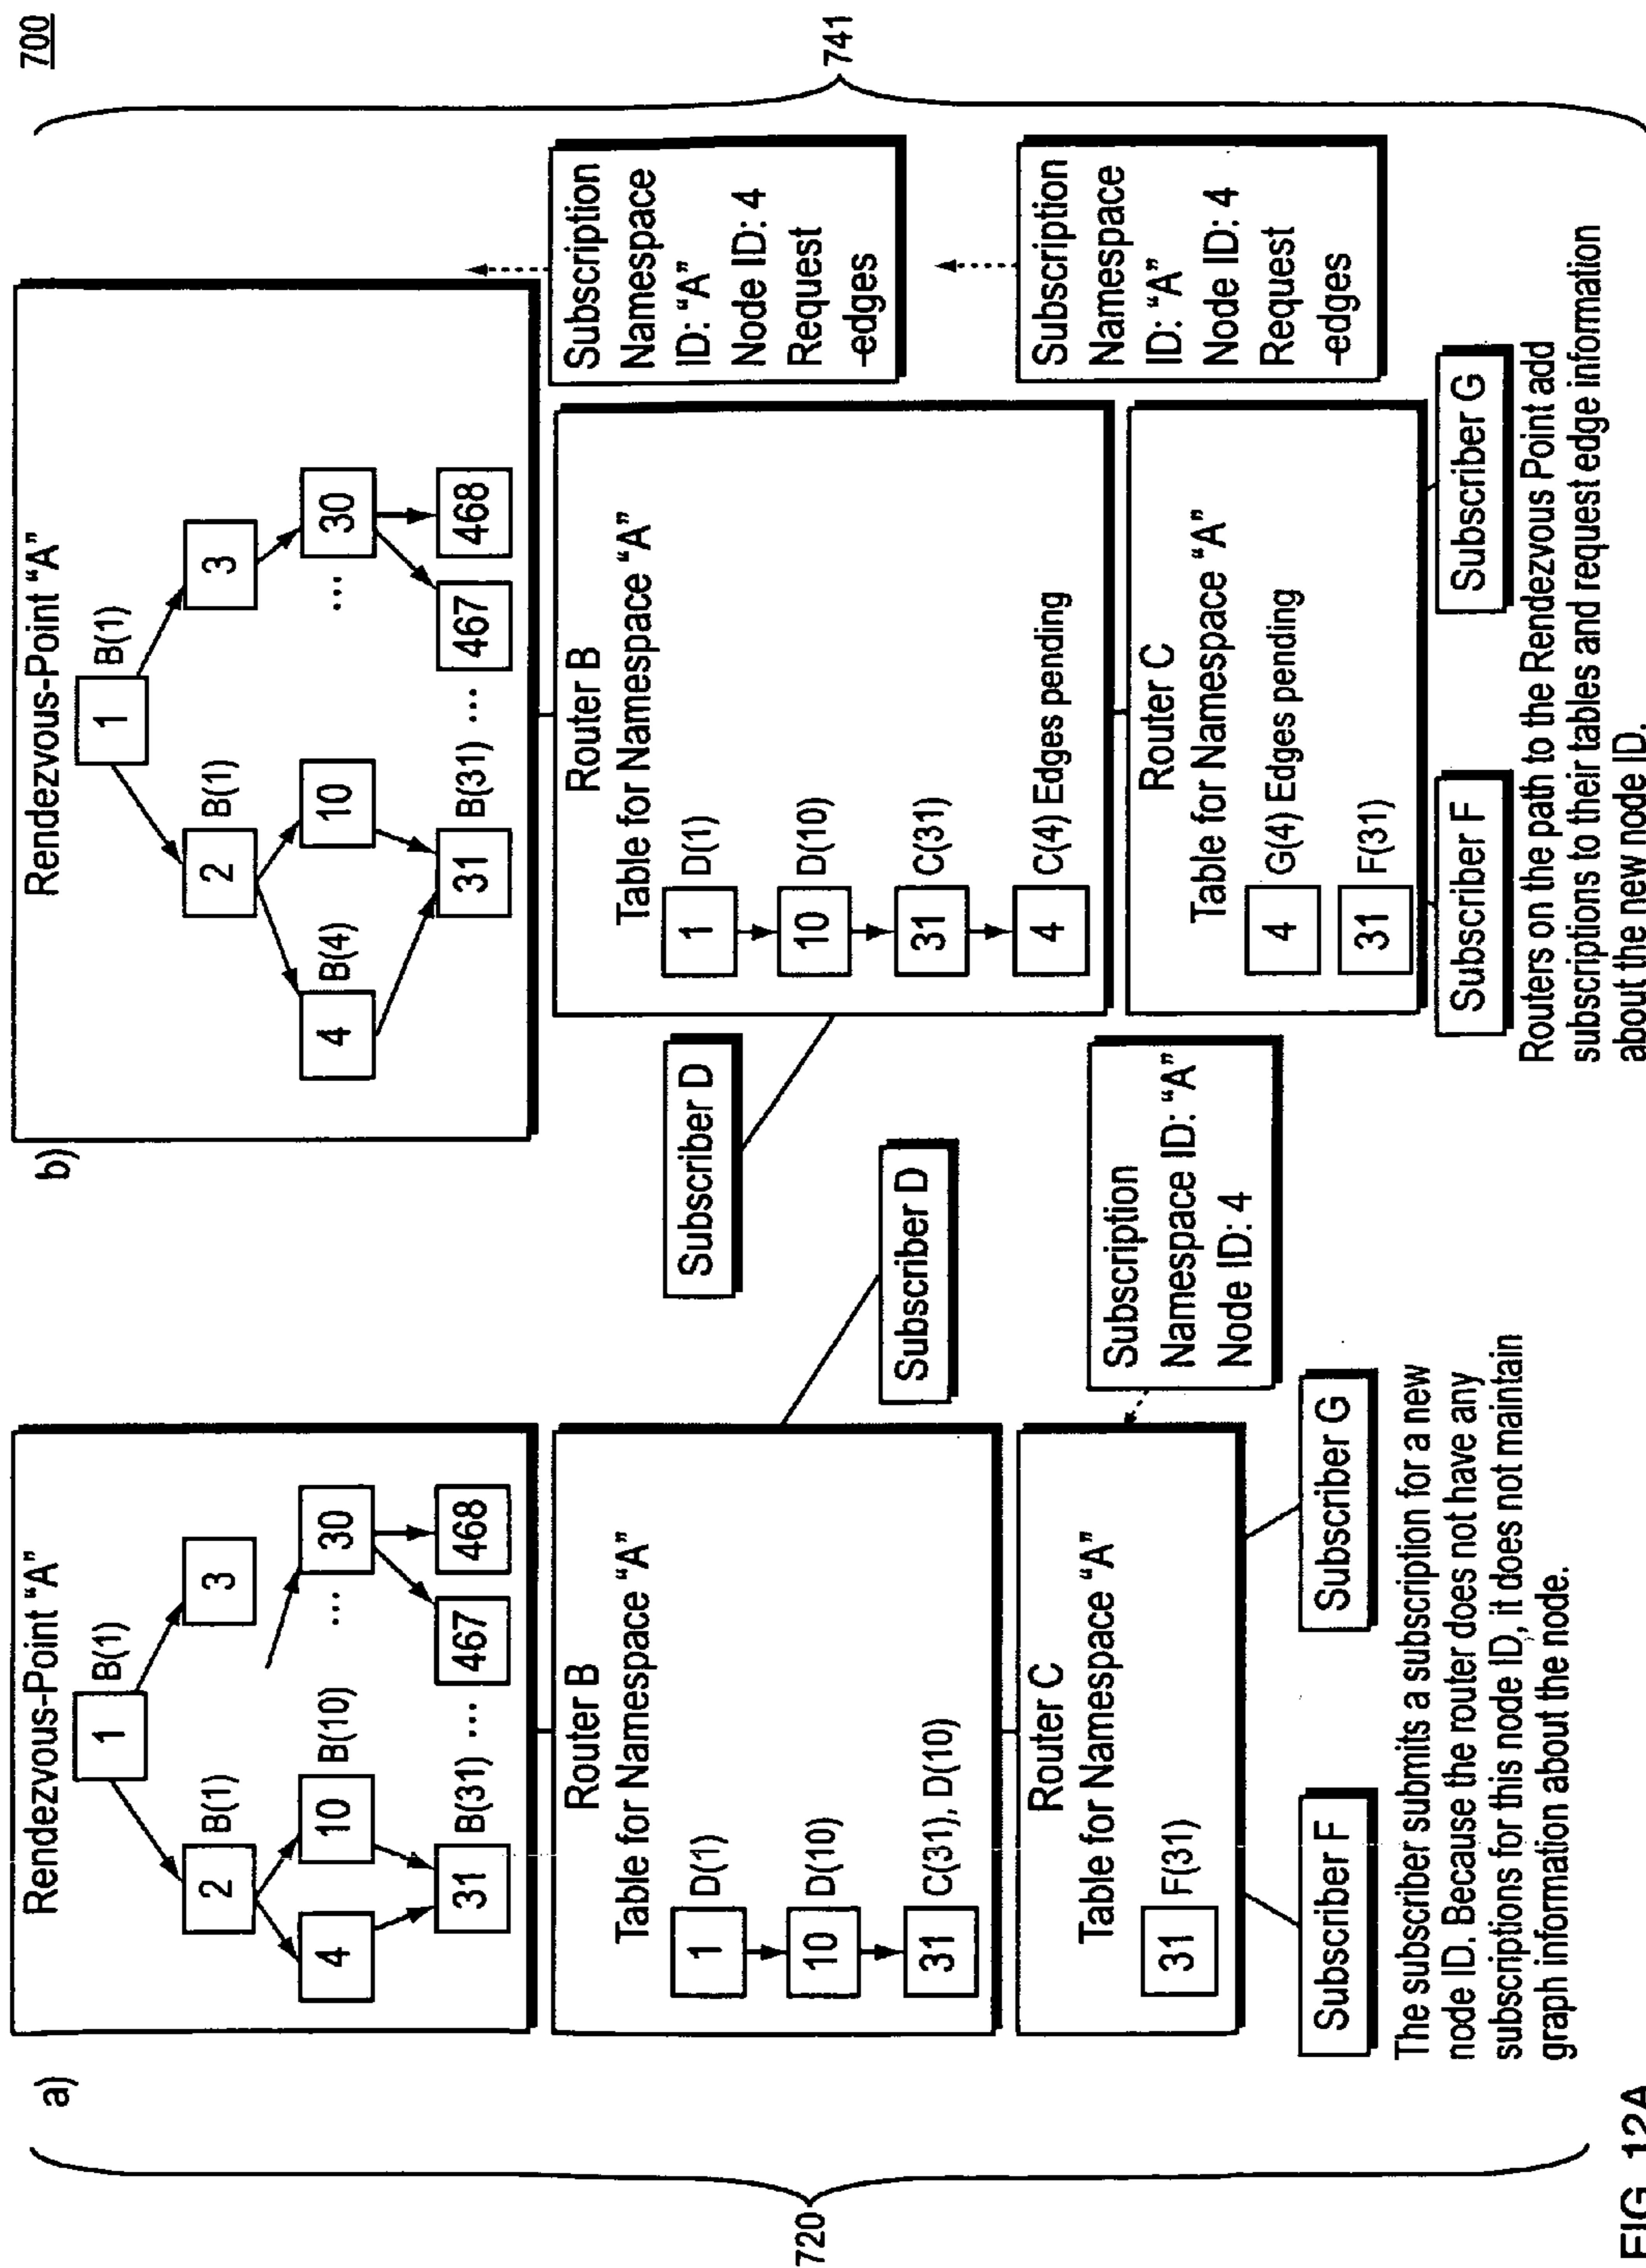 700
a)
Rendezvous-Point “A”
1
B(1)
2
B(1)
3
4
10
B(10)
...
30
31
B(31)
...
467
468
Router B
Table for Namespace “A”
1
D(1)
10
D(10)
31
C(31), D(10)
Subscriber D
Router C
Table for Namespace “A”
31
F(31)
Subscription
Namespace ID: “A”
Node ID: 4
Subscriber F
Subscriber G
The subscriber submits a subscription for a new
node ID. Because the router does not have any
subscriptions for this node ID, it does not maintain
graph information about the node.
720
b)
Rendezvous-Point “A”
1
B(1)
2
B(1)
3
4
B(4)
10
...
30
31
B(31)
...
467
468
Subscriber D
Router B
Table for Namespace “A”
1
D(1)
10
D(10)
31
C(31)
4
C(4) Edges pending
Subscription
Namespace
ID: “A”
Node ID: 4
Request
-edges
Router C
Table for Namespace “A”
4
G(4) Edges pending
31
F(31)
Subscription
Namespace
ID: “A”
Node ID: 4
Request
-edges
Subscriber F
Subscriber G
Routers on the path to the Rendezvous Point add
subscriptions to their tables and request edge information
about the new node ID.
741
FIG. 12A